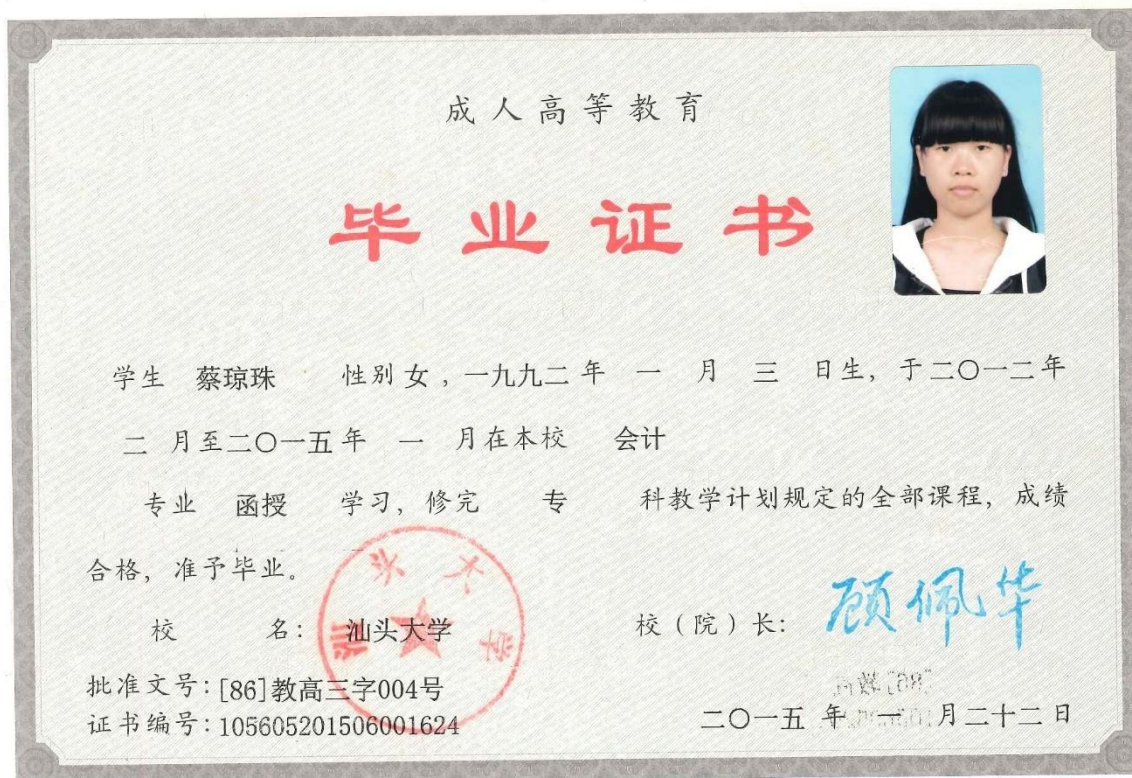 成人高等教育
毕业证书
学生 蔡琼珠 性别 女，一九九二 年 一 月 三 日生，于二〇一二年
二 月至二〇一五 年 一 月在本校 会计
专业 函授 学习，修完 专 科教学计划规定的全部课程，成绩
合格，准予毕业。
校 名： 汕头大学 校（院）长： 顾佩华
批准文号：[86]教高三字004号
证书编号：105605201506001624 二〇一五 年 一 月二十二日
汕头大学